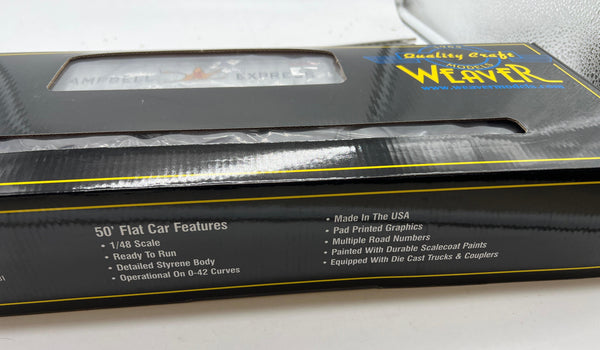 Quality Craft
MODELS
WEAVER
www.weavermodels.com
EXPRESS
50' Flat Car Features
• 1/48 Scale
• Ready To Run
• Detailed Styrene Body
• Operational On 0-42 Curves
• Made In The USA
• Pad Printed Graphics
• Multiple Road Numbers
• Painted With Durable Scalecoat Paints
• Equipped With Die Cast Trucks & Couplers